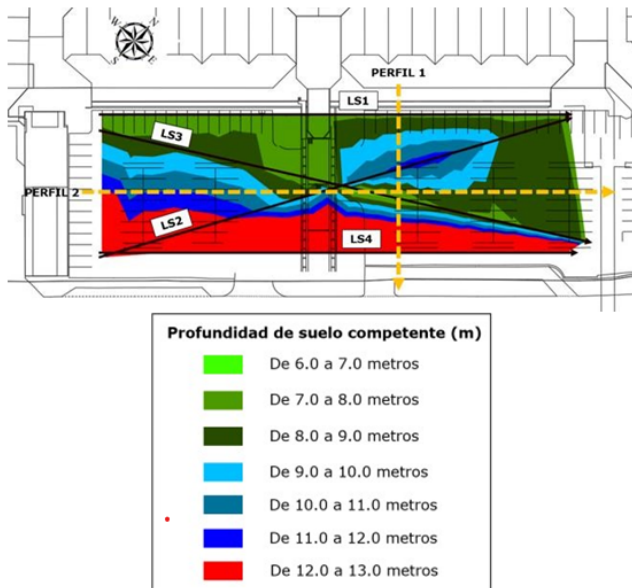 W
N
S
E
PERFIL 1
LS1
LS3
PERFIL 2
LS2
LS4
Profundidad de suelo competente (m)
De 6.0 a 7.0 metros
De 7.0 a 8.0 metros
De 8.0 a 9.0 metros
De 9.0 a 10.0 metros
De 10.0 a 11.0 metros
De 11.0 a 12.0 metros
De 12.0 a 13.0 metros